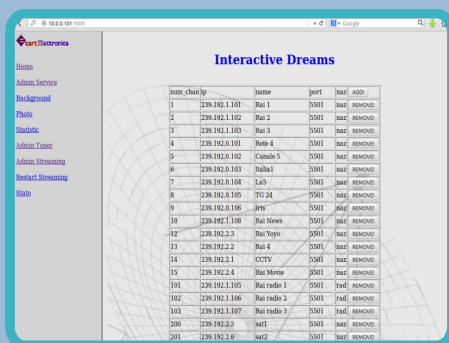 10.0.0.101:9000
Google
Cart Elettronica
Interactive Dreams
Home
Admin Service
Background
Photo
Statistic
Admin Tuner
Admin Streaming
Restart Streaming
State
num_chan ip name port naz ADD!
1 239.192.1.101 Rai 1 5501 naz REMOVE!
2 239.192.1.102 Rai 2 5501 naz REMOVE!
3 239.192.1.103 Rai 3 5501 naz REMOVE!
4 239.192.0.101 Rete 4 5501 naz REMOVE!
5 239.192.0.102 Canale 5 5501 naz REMOVE!
6 239.192.0.103 Italia1 5501 naz REMOVE!
7 239.192.0.104 La5 5501 naz REMOVE!
8 239.192.0.105 TG 24 5501 naz REMOVE!
9 239.192.0.106 iris 5501 naz REMOVE!
10 239.192.1.108 Rai News 5501 naz REMOVE!
12 239.192.2.3 Rai Yoyo 5501 naz REMOVE!
13 239.192.2.2 Rai 4 5501 naz REMOVE!
14 239.192.2.1 CCTV 5501 naz REMOVE!
15 239.192.2.4 Rai Movie 5501 naz REMOVE!
101 239.192.1.105 Rai radio 1 5501 rad REMOVE!
102 239.192.1.106 Rai radio 2 5501 rad REMOVE!
103 239.192.1.107 Rai radio 3 5501 rad REMOVE!
200 239.192.2.5 sat1 5501 naz REMOVE!
201 239.192.2.6 sat2 5501 naz REMOVE!